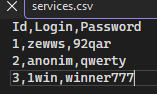 services.csv
Id,Login,Password
1,zewws,92qar
2,anonim,qwerty
3,1win,winner777